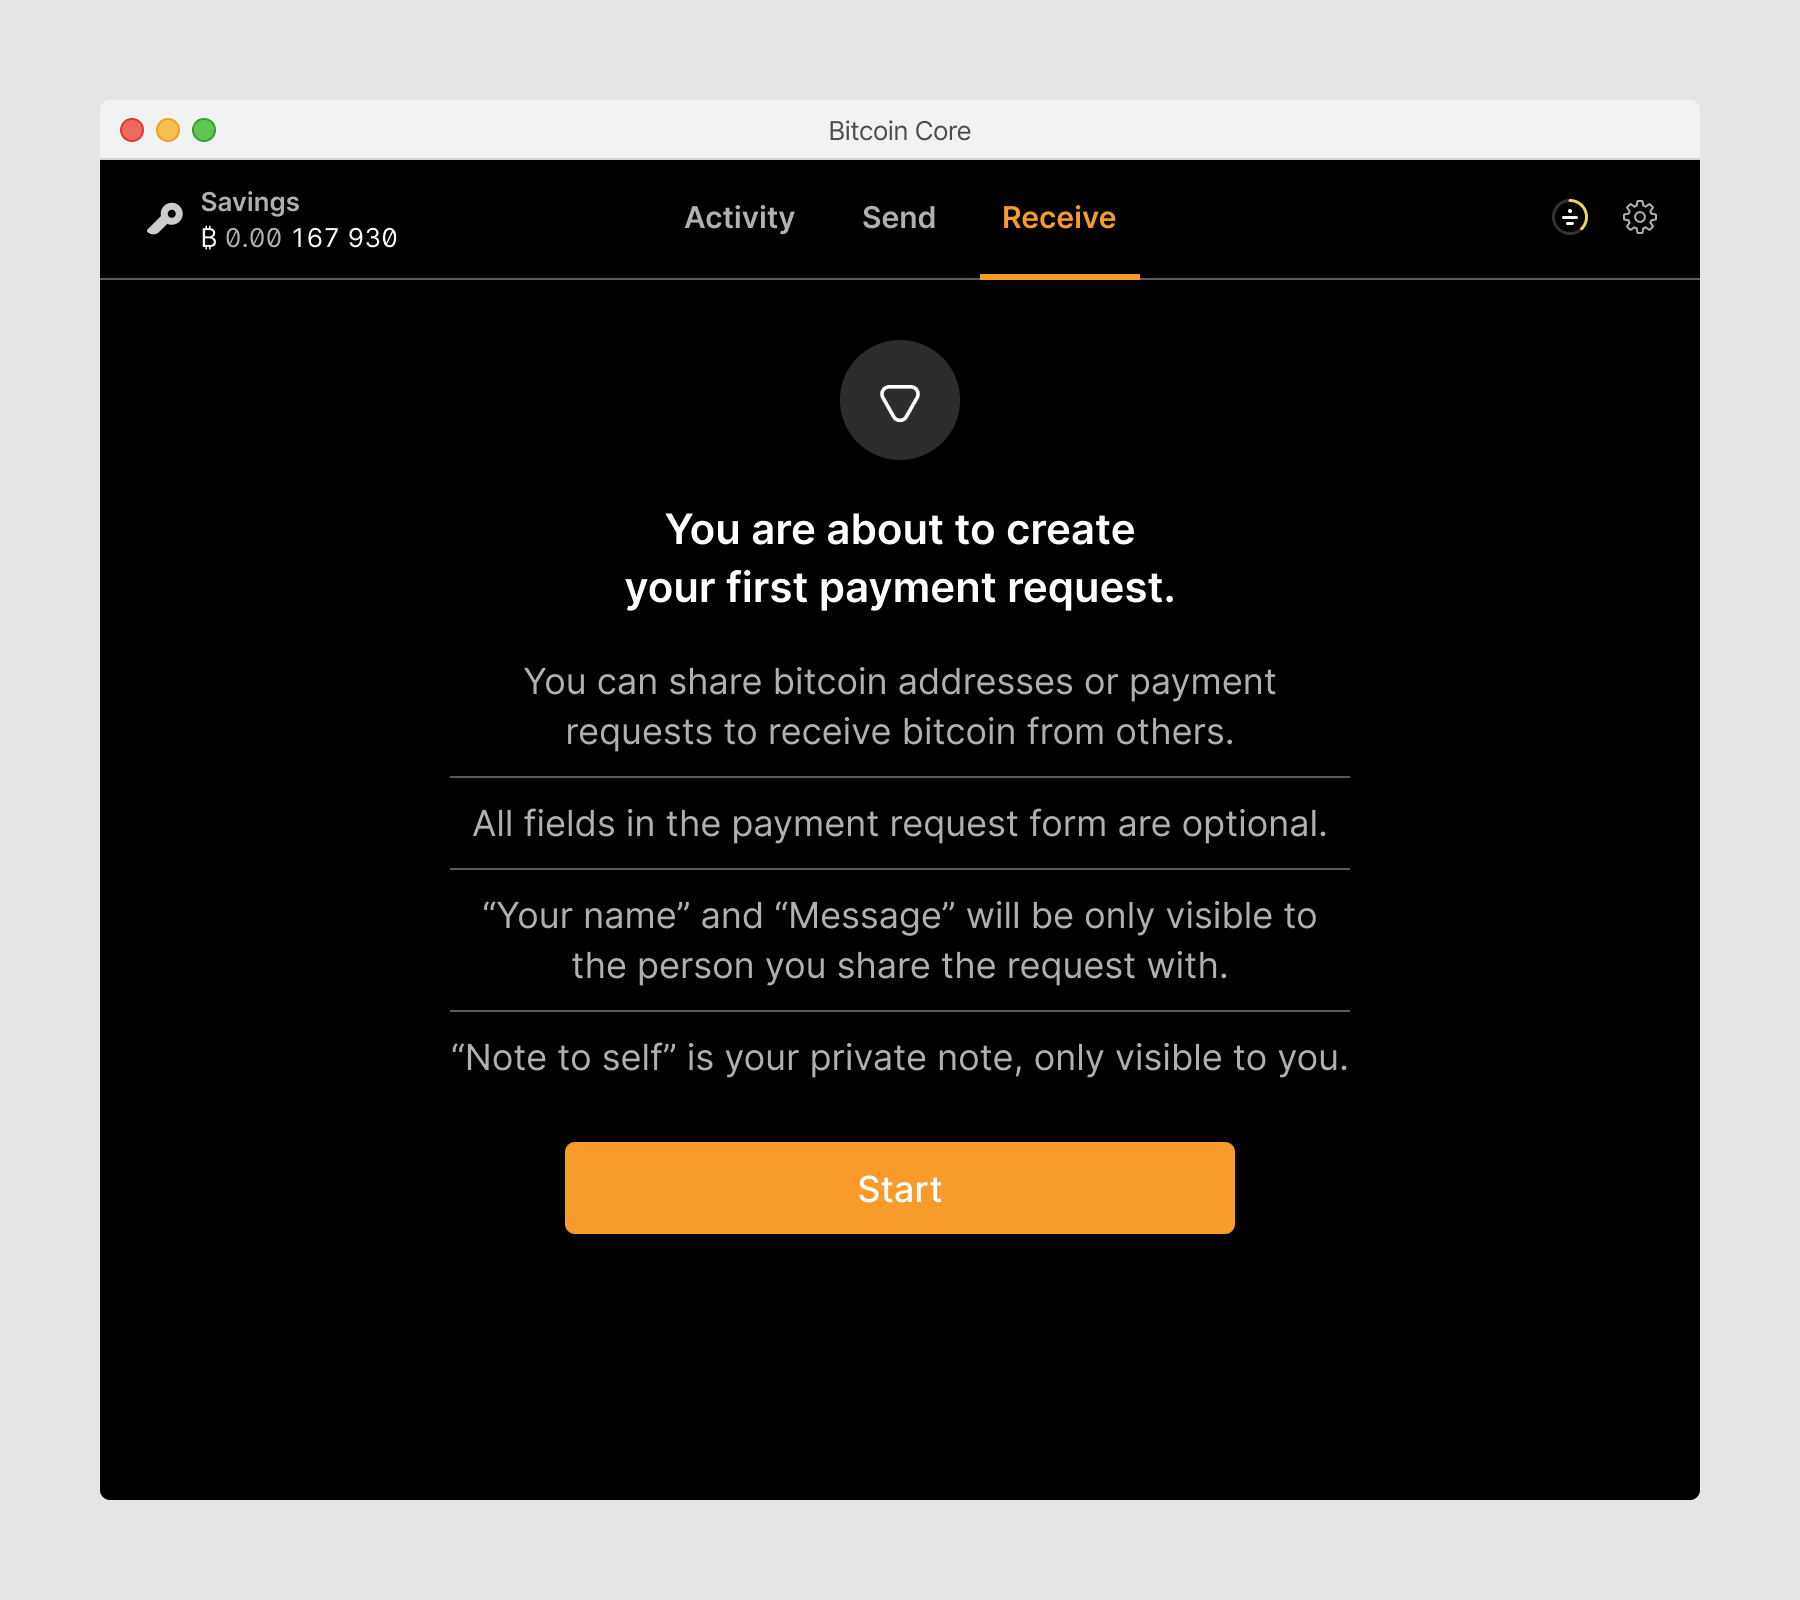 Bitcoin Core
Savings
₿ 0.00 167 930
Activity
Send
Receive
You are about to create
your first payment request.
You can share bitcoin addresses or payment
requests to receive bitcoin from others.
All fields in the payment request form are optional.
“Your name” and “Message” will be only visible to
the person you share the request with.
“Note to self” is your private note, only visible to you.
Start